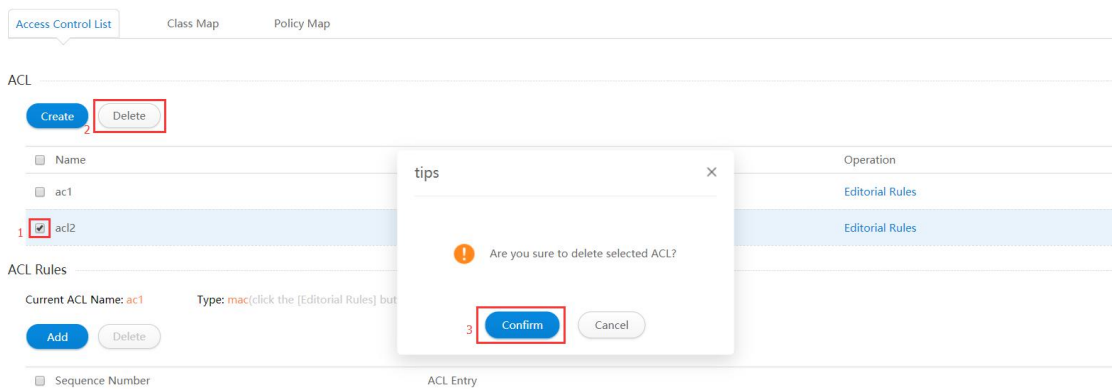 Access Control List Class Map Policy Map
ACL
Create Delete
2
Name Operation
tips
ac1 Editorial Rules
1 acl2 Editorial Rules
Are you sure to delete selected ACL?
ACL Rules
Current ACL Name: ac1 Type: mac(click the [Editorial Rules] but
3 Confirm Cancel
Add Delete
Sequence Number ACL Entry